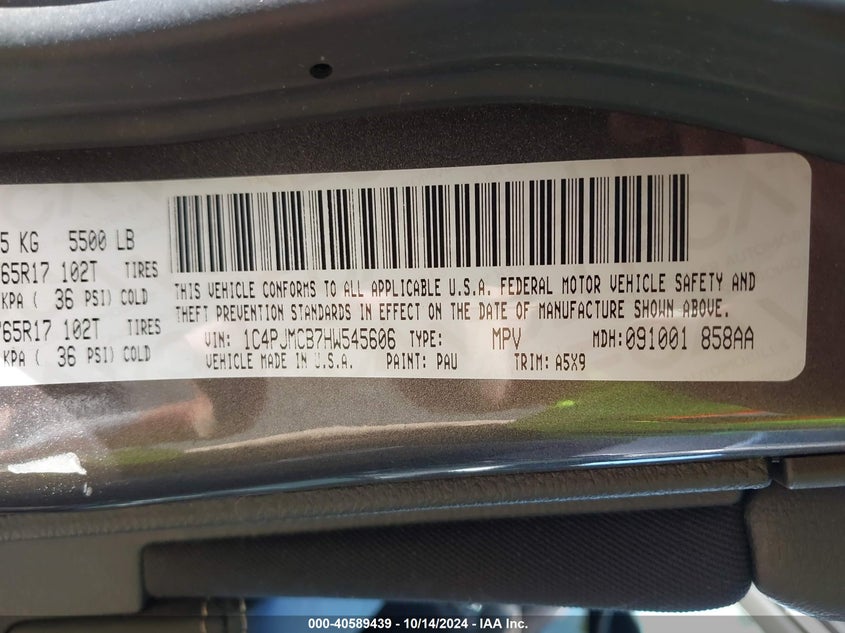 5 KG 5500 LB
65R17 102T TIRES
KPA ( 36 PSI) COLD
65R17 102T TIRES
KPA ( 36 PSI) COLD
THIS VEHICLE CONFORMS TO ALL APPLICABLE U.S.A. FEDERAL MOTOR VEHICLE SAFETY AND
THEFT PREVENTION STANDARDS IN EFFECT ON THE DATE OF MANUFACTURE SHOWN ABOVE.
VIN: 1C4PJMCB7HW545606 TYPE: MPV MDH:091001 858AA
VEHICLE MADE IN U.S.A. PAINT: PAU TRIM: A5X9
000-40589439 - 10/14/2024 - IAA Inc.